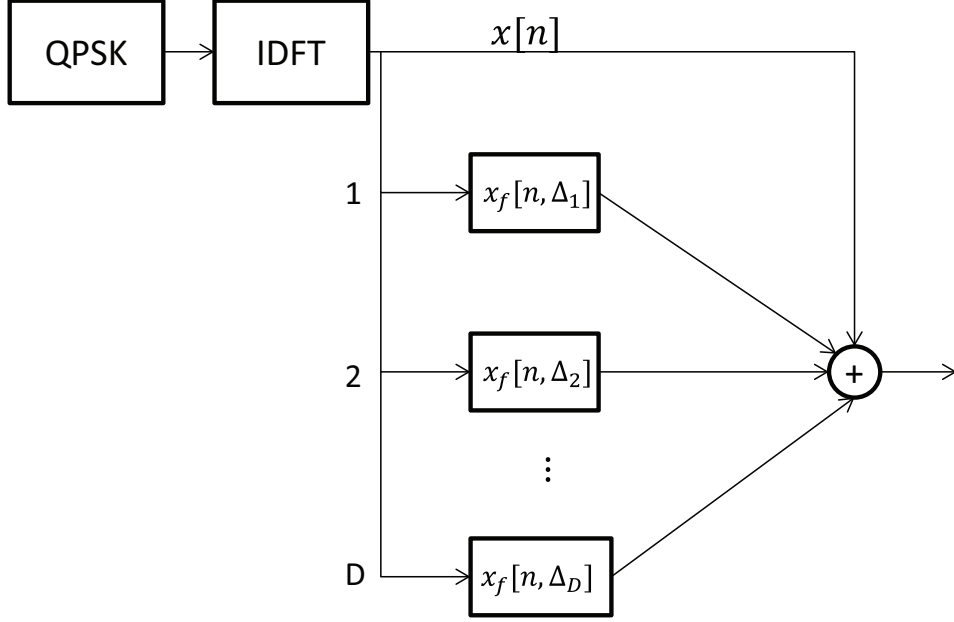 QPSK
IDFT
x[n]
1
x_f[n, Δ_1]
2
x_f[n, Δ_2]
+
⋮
D
x_f[n, Δ_D]